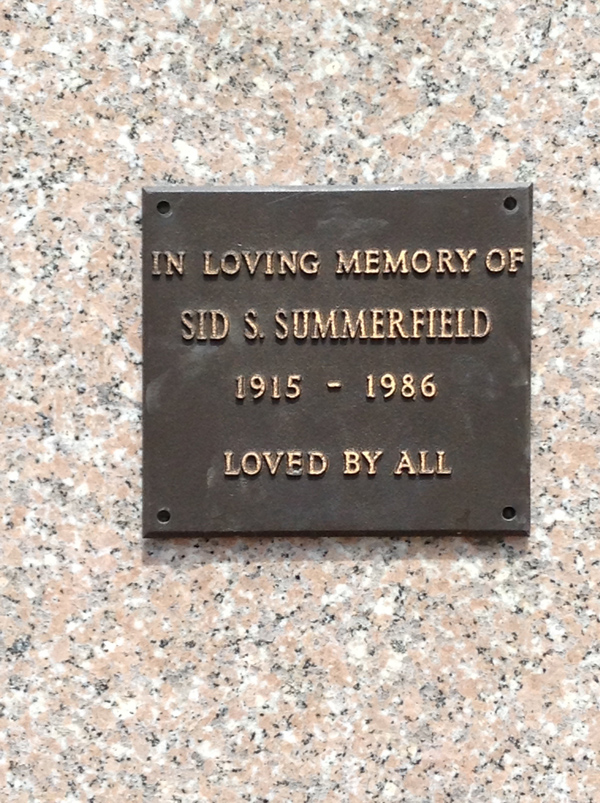 IN LOVING MEMORY OF
SID S. SUMMERFIELD
1915 - 1986
LOVED BY ALL